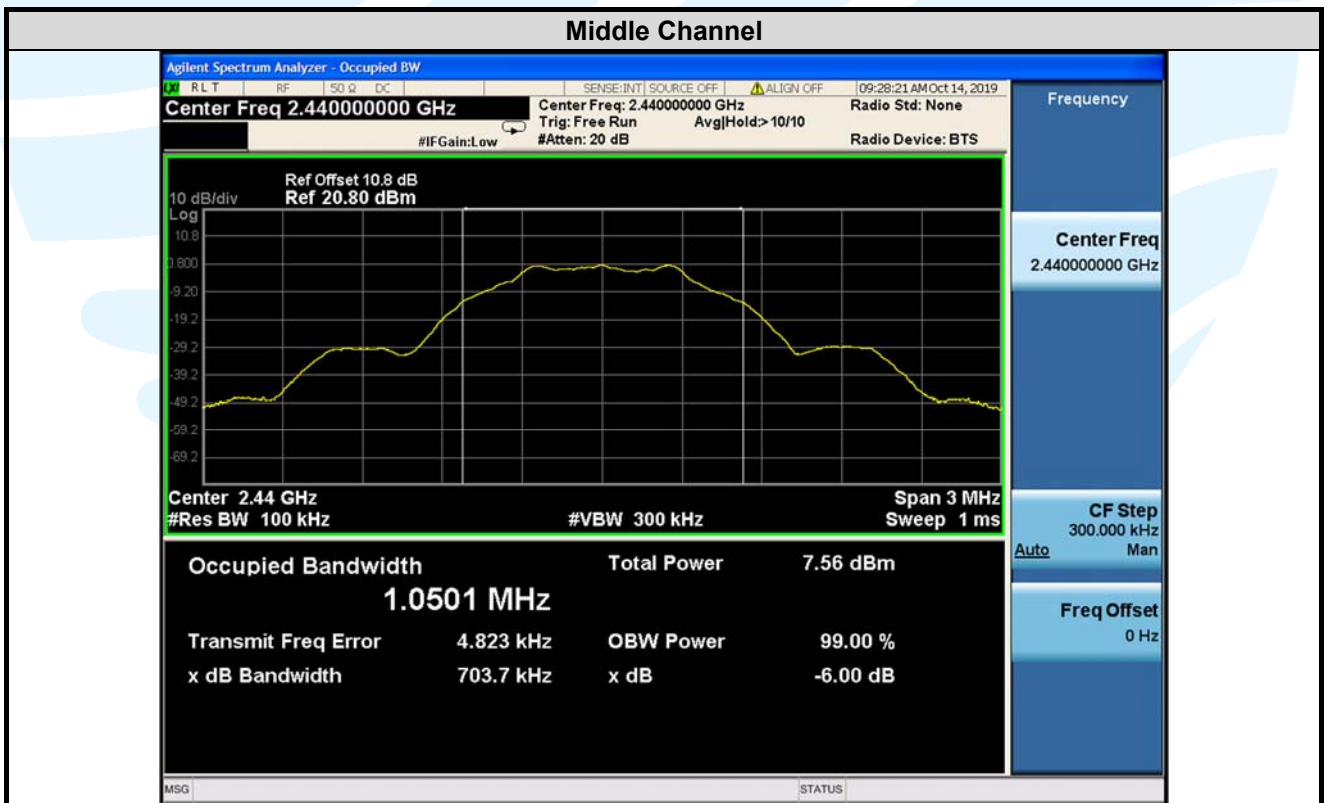 Middle Channel
Agilent Spectrum Analyzer - Occupied BW
LXI RL T RF 50 Ω DC SENSE:INT SOURCE OFF ALIGN OFF 09:28:21 AM Oct 14, 2019
Center Freq 2.440000000 GHz
#IFGain:Low
Center Freq: 2.440000000 GHz
Trig: Free Run Avg|Hold:> 10/10
#Atten: 20 dB
Radio Std: None
Radio Device: BTS
Ref Offset 10.8 dB
10 dB/div Ref 20.80 dBm
Log
10.8
0.800
-9.20
-19.2
-29.2
-39.2
-49.2
-59.2
-69.2
Center 2.44 GHz Span 3 MHz
#Res BW 100 kHz #VBW 300 kHz Sweep 1 ms
Occupied Bandwidth Total Power 7.56 dBm
1.0501 MHz
Transmit Freq Error 4.823 kHz OBW Power 99.00 %
x dB Bandwidth 703.7 kHz x dB -6.00 dB
Frequency
Center Freq
2.440000000 GHz
CF Step
300.000 kHz
Auto Man
Freq Offset
0 Hz
MSG STATUS